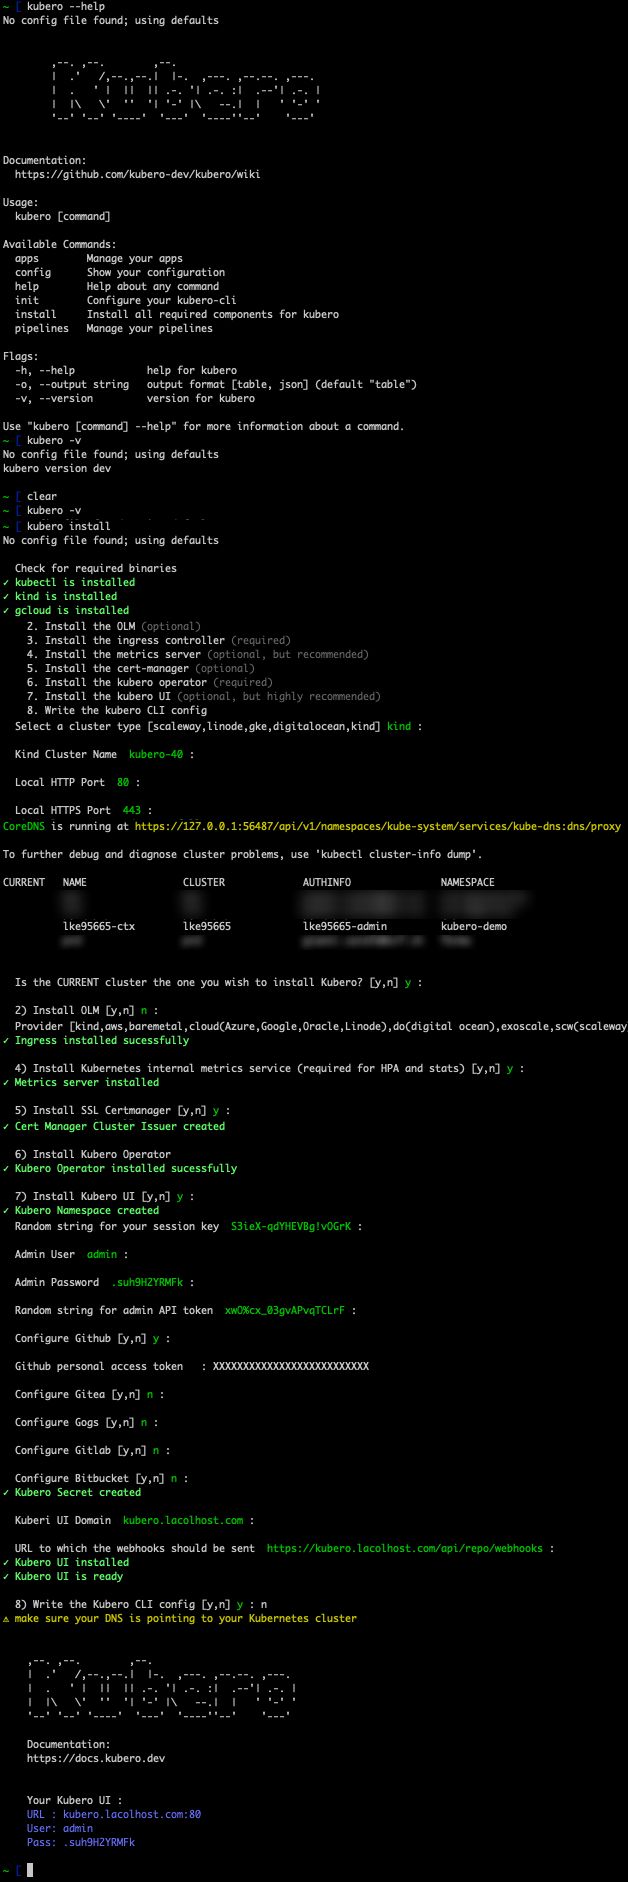 ~ [ kubero --help
No config file found; using defaults
        ,--. ,--.        ,--.
        |  .'   /,--.,--.|  |-.  ,---. ,--.--. ,---.
        |  .   ' |  ||  || .-. '| .-. :|  .--'| .-. |
        |  |\   \'  ''  '| '-' |\   --.|  |   ' '-' '
        '--' '--' '----'  '---'  '----''--'    '---'
Documentation:
  https://github.com/kubero-dev/kubero/wiki
Usage:
  kubero [command]
Available Commands:
  apps        Manage your apps
  config      Show your configuration
  help        Help about any command
  init        Configure your kubero-cli
  install     Install all required components for kubero
  pipelines   Manage your pipelines
Flags:
  -h, --help            help for kubero
  -o, --output string   output format [table, json] (default "table")
  -v, --version         version for kubero
Use "kubero [command] --help" for more information about a command.
~ [ kubero -v
No config file found; using defaults
kubero version dev
~ [ clear
~ [ kubero -v
~ [ kubero install
No config file found; using defaults
  Check for required binaries
✓ kubectl is installed
✓ kind is installed
✓ gcloud is installed
    2. Install the OLM (optional)
    3. Install the ingress controller (required)
    4. Install the metrics server (optional, but recommended)
    5. Install the cert-manager (optional)
    6. Install the kubero operator (required)
    7. Install the kubero UI (optional, but highly recommended)
    8. Write the kubero CLI config
  Select a cluster type [scaleway,linode,gke,digitalocean,kind] kind :
  Kind Cluster Name  kubero-40 :
  Local HTTP Port  80 :
  Local HTTPS Port  443 :
CoreDNS is running at https://127.0.0.1:56487/api/v1/namespaces/kube-system/services/kube-dns:dns/proxy
To further debug and diagnose cluster problems, use 'kubectl cluster-info dump'.
CURRENT   NAME                CLUSTER             AUTHINFO               NAMESPACE
          lke95665-ctx        lke95665            lke95665-admin         kubero-demo
  Is the CURRENT cluster the one you wish to install Kubero? [y,n] y :
  2) Install OLM [y,n] n :
  Provider [kind,aws,baremetal,cloud(Azure,Google,Oracle,Linode),do(digital ocean),exoscale,scw(scaleway
✓ Ingress installed sucessfully
  4) Install Kubernetes internal metrics service (required for HPA and stats) [y,n] y :
✓ Metrics server installed
  5) Install SSL Certmanager [y,n] y :
✓ Cert Manager Cluster Issuer created
  6) Install Kubero Operator
✓ Kubero Operator installed sucessfully
  7) Install Kubero UI [y,n] y :
✓ Kubero Namespace created
  Random string for your session key  S3ieX-qdYHEVBg!vOGrK :
  Admin User  admin :
  Admin Password  .suh9H2YRMFk :
  Random string for admin API token  xwO%cx_03gvAPvqTCLrF :
  Configure Github [y,n] y :
  Github personal access token   : XXXXXXXXXXXXXXXXXXXXXXXXXX
  Configure Gitea [y,n] n :
  Configure Gogs [y,n] n :
  Configure Gitlab [y,n] n :
  Configure Bitbucket [y,n] n :
✓ Kubero Secret created
  Kuberi UI Domain  kubero.lacolhost.com :
  URL to which the webhooks should be sent  https://kubero.lacolhost.com/api/repo/webhooks :
✓ Kubero UI installed
✓ Kubero UI is ready
  8) Write the Kubero CLI config [y,n] y : n
⚠ make sure your DNS is pointing to your Kubernetes cluster
    ,--. ,--.        ,--.
    |  .'   /,--.,--.|  |-.  ,---. ,--.--. ,---.
    |  .   ' |  ||  || .-. '| .-. :|  .--'| .-. |
    |  |\   \'  ''  '| '-' |\   --.|  |   ' '-' '
    '--' '--' '----'  '---'  '----''--'    '---'
    Documentation:
    https://docs.kubero.dev
    Your Kubero UI :
    URL : kubero.lacolhost.com:80
    User: admin
    Pass: .suh9H2YRMFk
~ [